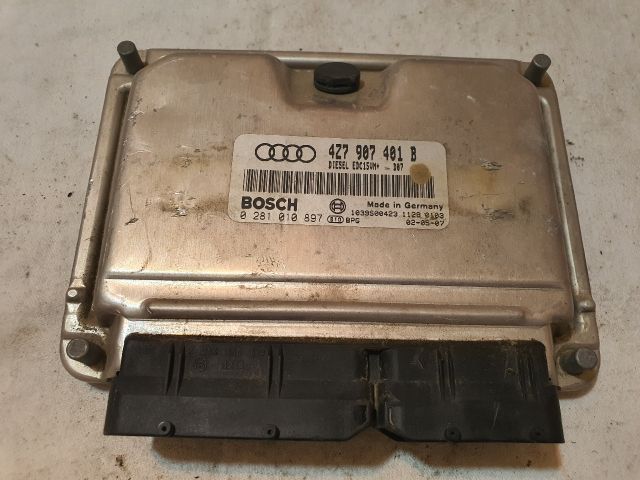 4Z7 907 401 B
DIESEL EDC15VM+ - D07
BOSCH
Made in Germany
0 281 010 897
BPG
1039S00423 1128 0103
02-05-07